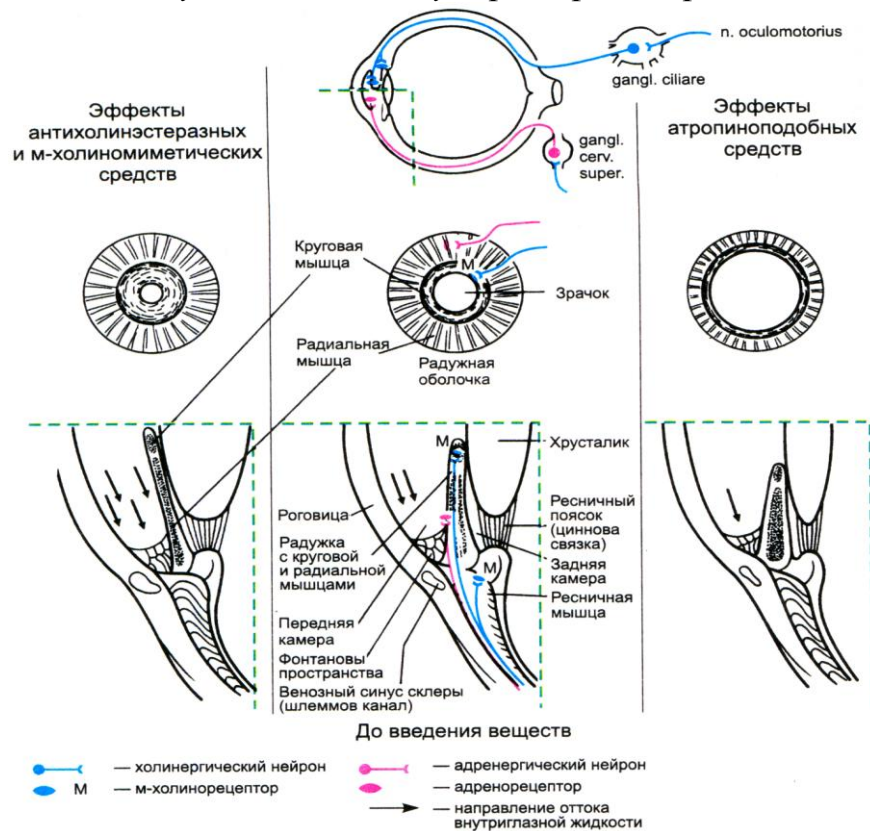 n. oculomotorius
gangl. ciliare
Эффекты
антихолинэстеразных
и м-холиномиметических
средств
gangl.
cerv.
super.
Эффекты
атропиноподобных
средств
Круговая
мышца
М
Зрачок
Радиальная
мышца
Радужная
оболочка
М
Хрусталик
Роговица
Радужка
с круговой
и радиальной
мышцами
Передняя
камера
Фонтановы
пространства
Венозный синус склеры
(шлеммов канал)
М
Ресничный
поясок
(циннова
связка)
Задняя
камера
Ресничная
мышца
До введения веществ
— холинергический нейрон
М — м-холинорецептор
— адренергический нейрон
— адренорецептор
— направление оттока
внутриглазной жидкости